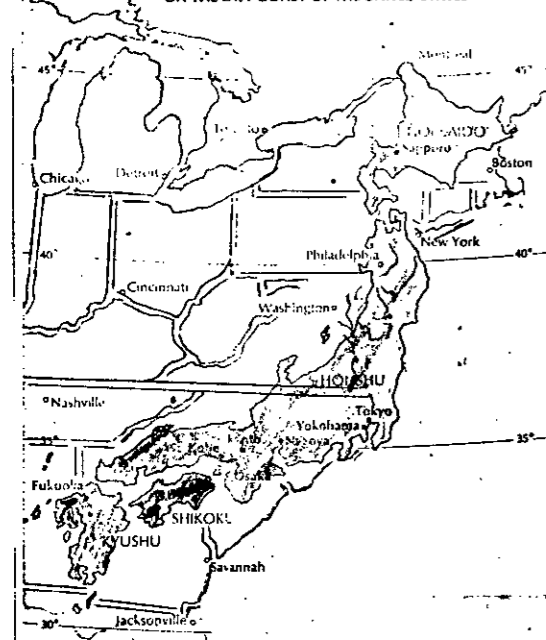 Montreal
45°
45°
HOKKAIDO
Sapporo
Boston
Chicago
Detroit
New York
40°
Philadelphia
40°
Cincinnati
Washington
HONSHU
Nashville
Tokyo
Yokohama
35°
35°
Kobe
Nagoya
Osaka
Fukuoka
SHIKOKU
KYUSHU
Savannah
30°
Jacksonville